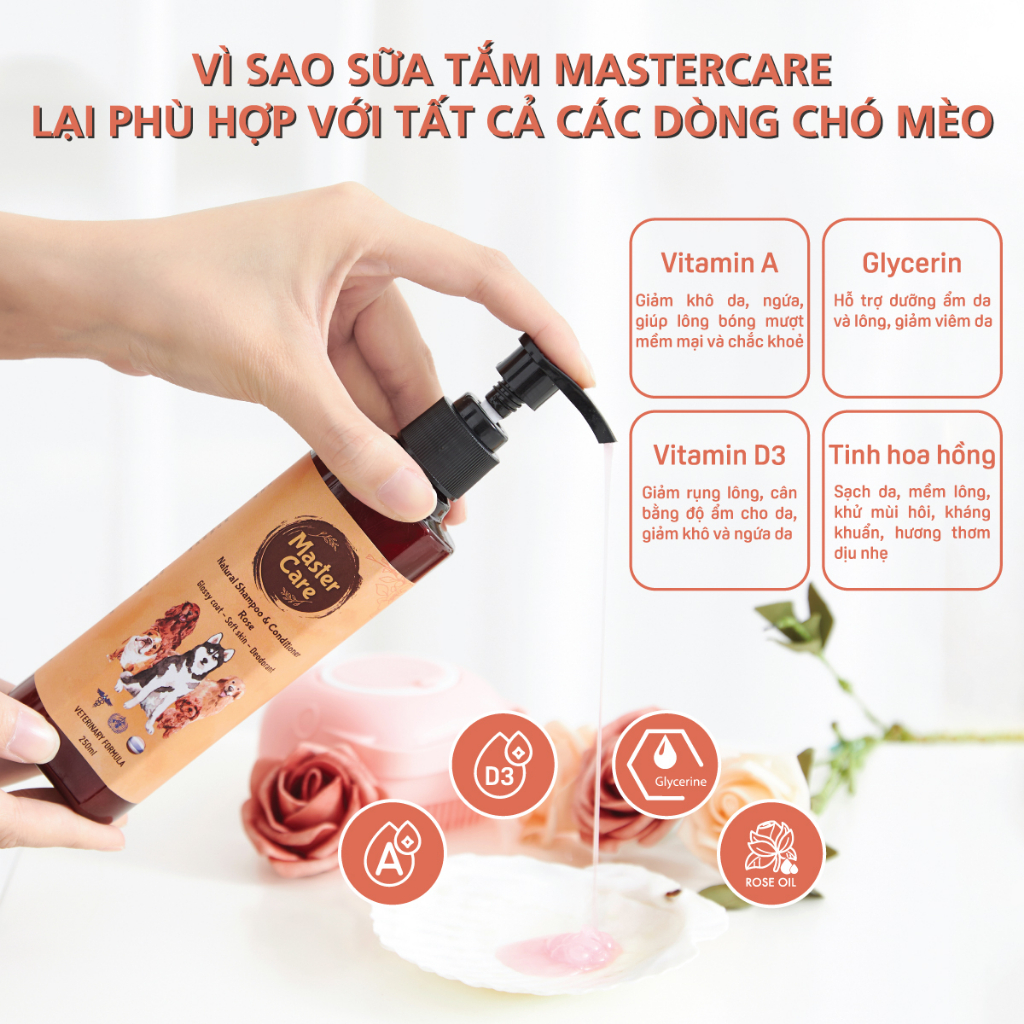 VÌ SAO SỮA TẮM MASTERCARE
LẠI PHÙ HỢP VỚI TẤT CẢ CÁC DÒNG CHÓ MÈO
Vitamin A
Giảm khô da, ngứa,
giúp lông bóng mượt
mềm mại và chắc khoẻ
Glycerin
Hỗ trợ dưỡng ẩm da
và lông, giảm viêm da
Vitamin D3
Giảm rụng lông, cân
bằng độ ẩm cho da,
giảm khô và ngứa da
Tinh hoa hồng
Sạch da, mềm lông,
khử mùi hôi, kháng
khuẩn, hương thơm
dịu nhẹ
Master
Care
Natural Shampoo & Conditioner
Rose
Glossy coat – Soft skin – Deodorant
VETERINARY FORMULA
250ml
D3
Glycerine
A
ROSE OIL